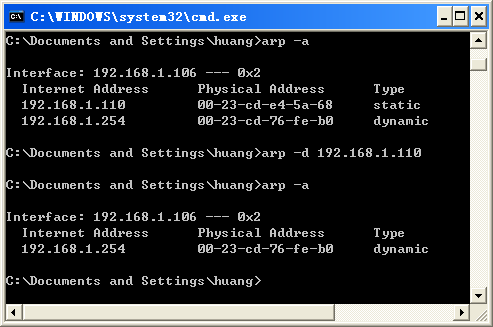 C:\WINDOWS\system32\cmd.exe
C:\Documents and Settings\huang>arp -a
Interface: 192.168.1.106 --- 0x2
Internet Address Physical Address Type
192.168.1.110 00-23-cd-e4-5a-68 static
192.168.1.254 00-23-cd-76-fe-b0 dynamic
C:\Documents and Settings\huang>arp -d 192.168.1.110
C:\Documents and Settings\huang>arp -a
Interface: 192.168.1.106 --- 0x2
Internet Address Physical Address Type
192.168.1.254 00-23-cd-76-fe-b0 dynamic
C:\Documents and Settings\huang>